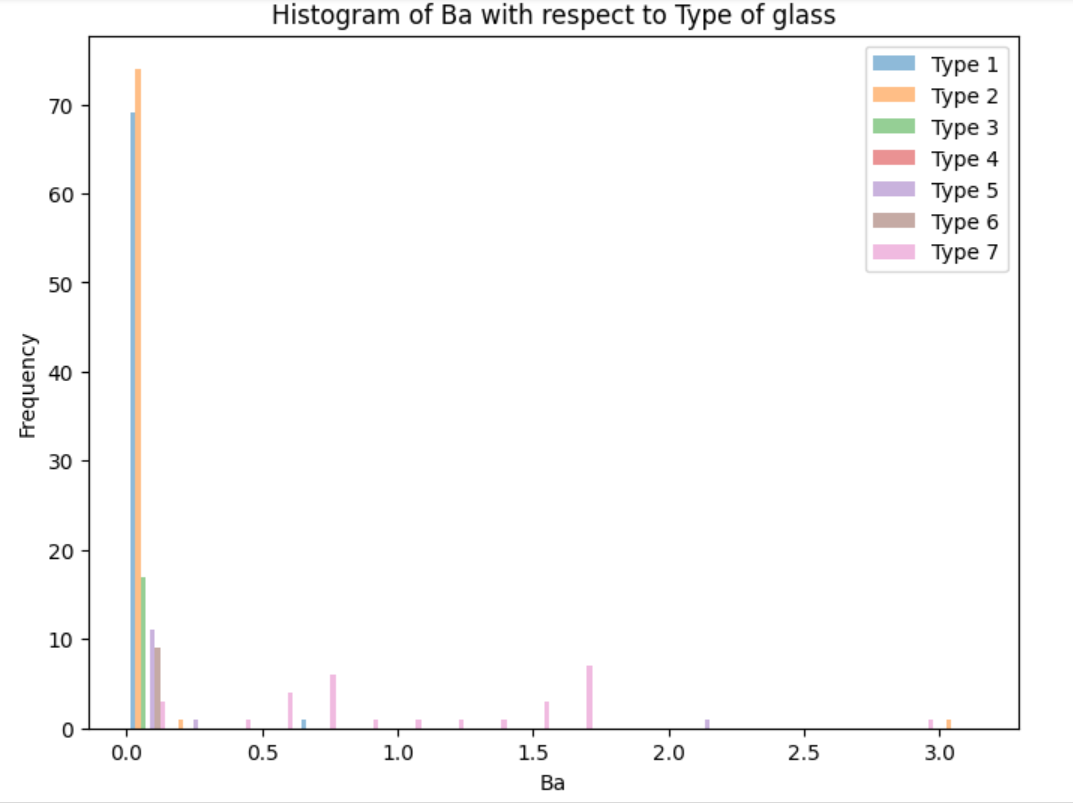 Histogram of Ba with respect to Type of glass
Type 1
Type 2
Type 3
Type 4
Type 5
Type 6
Type 7
70
60
50
40
30
20
10
0
Frequency
0.0 0.5 1.0 1.5 2.0 2.5 3.0
Ba